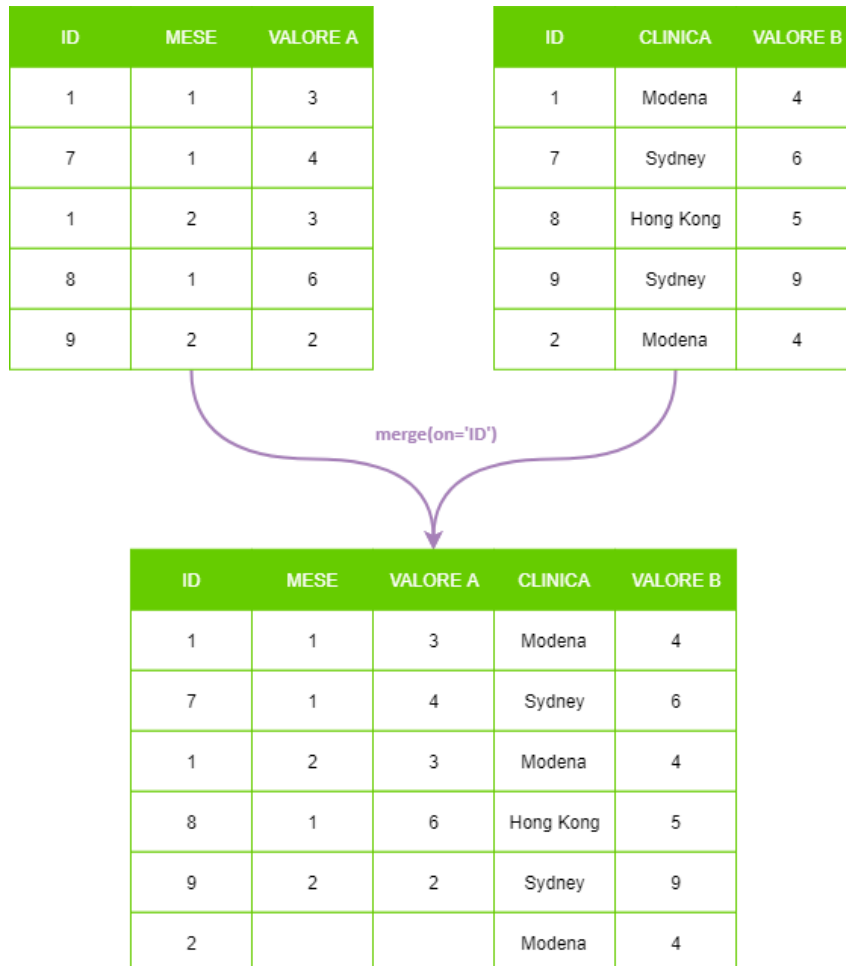 ID MESE VALORE A
1 1 3
7 1 4
1 2 3
8 1 6
9 2 2
ID CLINICA VALORE B
1 Modena 4
7 Sydney 6
8 Hong Kong 5
9 Sydney 9
2 Modena 4
merge(on='ID')
ID MESE VALORE A CLINICA VALORE B
1 1 3 Modena 4
7 1 4 Sydney 6
1 2 3 Modena 4
8 1 6 Hong Kong 5
9 2 2 Sydney 9
2 Modena 4